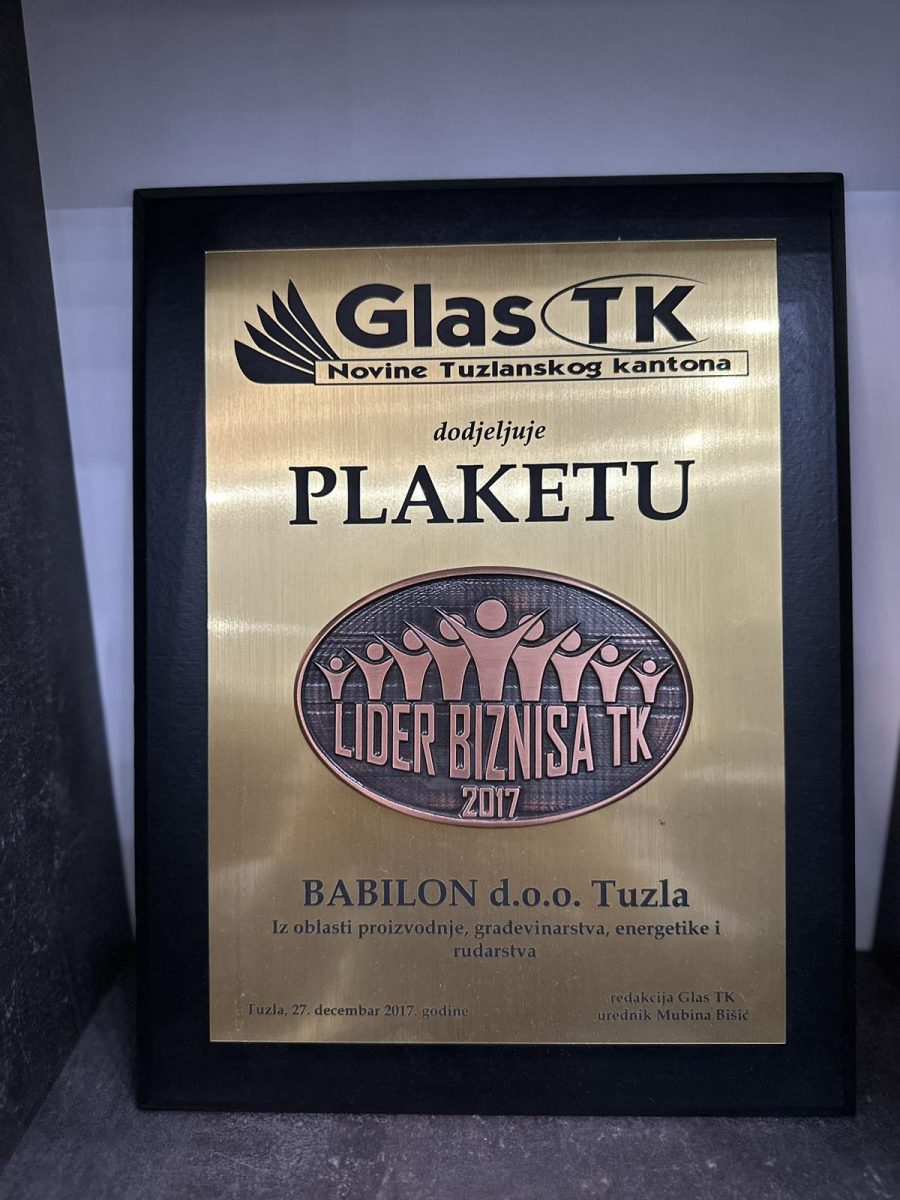 Glas TK
Novine Tuzlanskog kantona
dodjeljuje
PLAKETU
LIDER BIZNISA TK
2017
BABILON d.o.o. Tuzla
Iz oblasti proizvodnje, građevinarstva, energetike i
rudarstva
Tuzla, 27. decembar 2017. godine
redakcija Glas TK
urednik Mubina Bišić